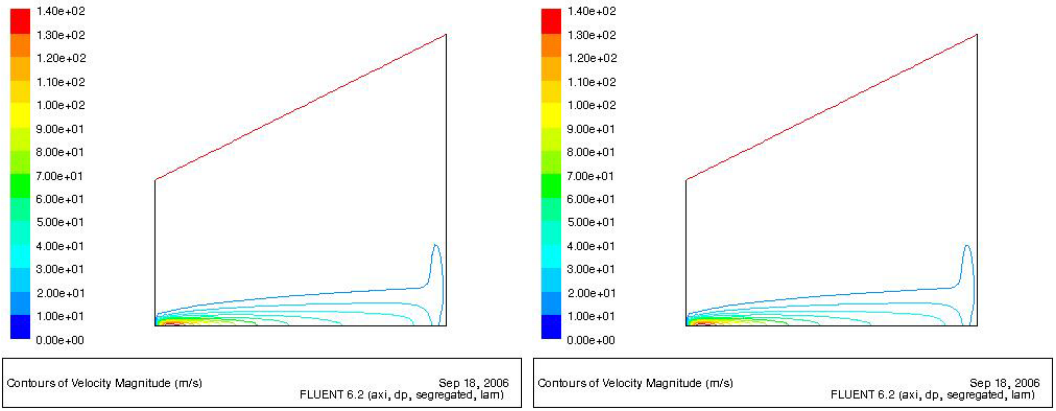 1.40e+02
1.30e+02
1.20e+02
1.10e+02
1.00e+02
9.00e+01
8.00e+01
7.00e+01
6.00e+01
5.00e+01
4.00e+01
3.00e+01
2.00e+01
1.00e+01
0.00e+00
Contours of Velocity Magnitude (m/s)
Sep 18, 2006
FLUENT 6.2 (axi, dp, segregated, lam)
1.40e+02
1.30e+02
1.20e+02
1.10e+02
1.00e+02
9.00e+01
8.00e+01
7.00e+01
6.00e+01
5.00e+01
4.00e+01
3.00e+01
2.00e+01
1.00e+01
0.00e+00
Contours of Velocity Magnitude (m/s)
Sep 18, 2006
FLUENT 6.2 (axi, dp, segregated, lam)